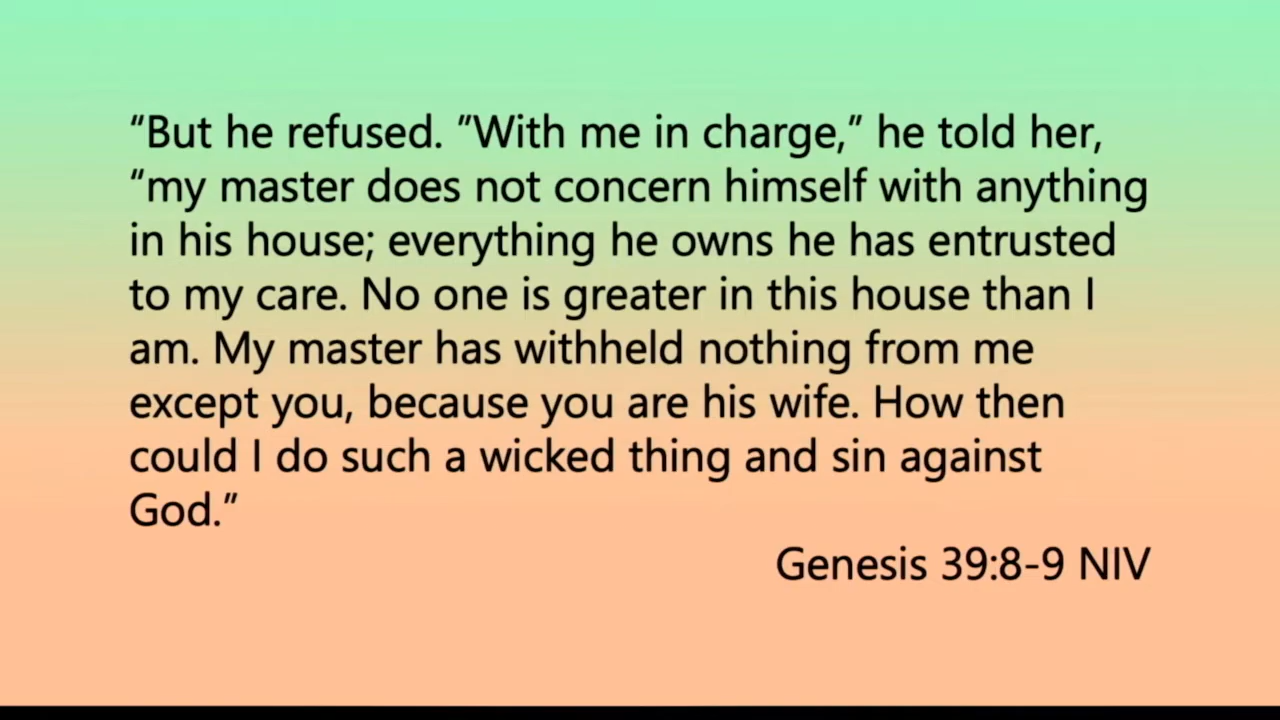 “But he refused. ”With me in charge,” he told her,
“my master does not concern himself with anything
in his house; everything he owns he has entrusted
to my care. No one is greater in this house than I
am. My master has withheld nothing from me
except you, because you are his wife. How then
could I do such a wicked thing and sin against
God.”
Genesis 39:8-9 NIV